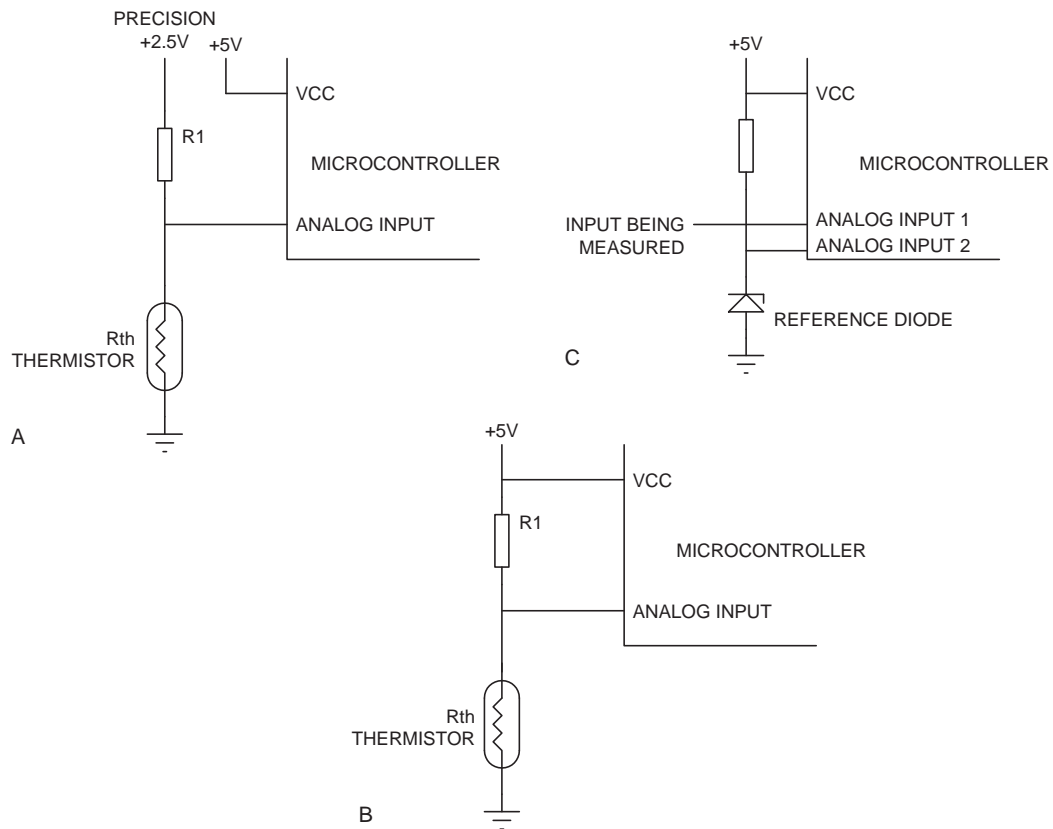 PRECISION
+2.5V
+5V
VCC
R1
MICROCONTROLLER
ANALOG INPUT
Rth
THERMISTOR
A
+5V
VCC
MICROCONTROLLER
INPUT BEING
MEASURED
ANALOG INPUT 1
ANALOG INPUT 2
REFERENCE DIODE
C
+5V
VCC
R1
MICROCONTROLLER
ANALOG INPUT
Rth
THERMISTOR
B